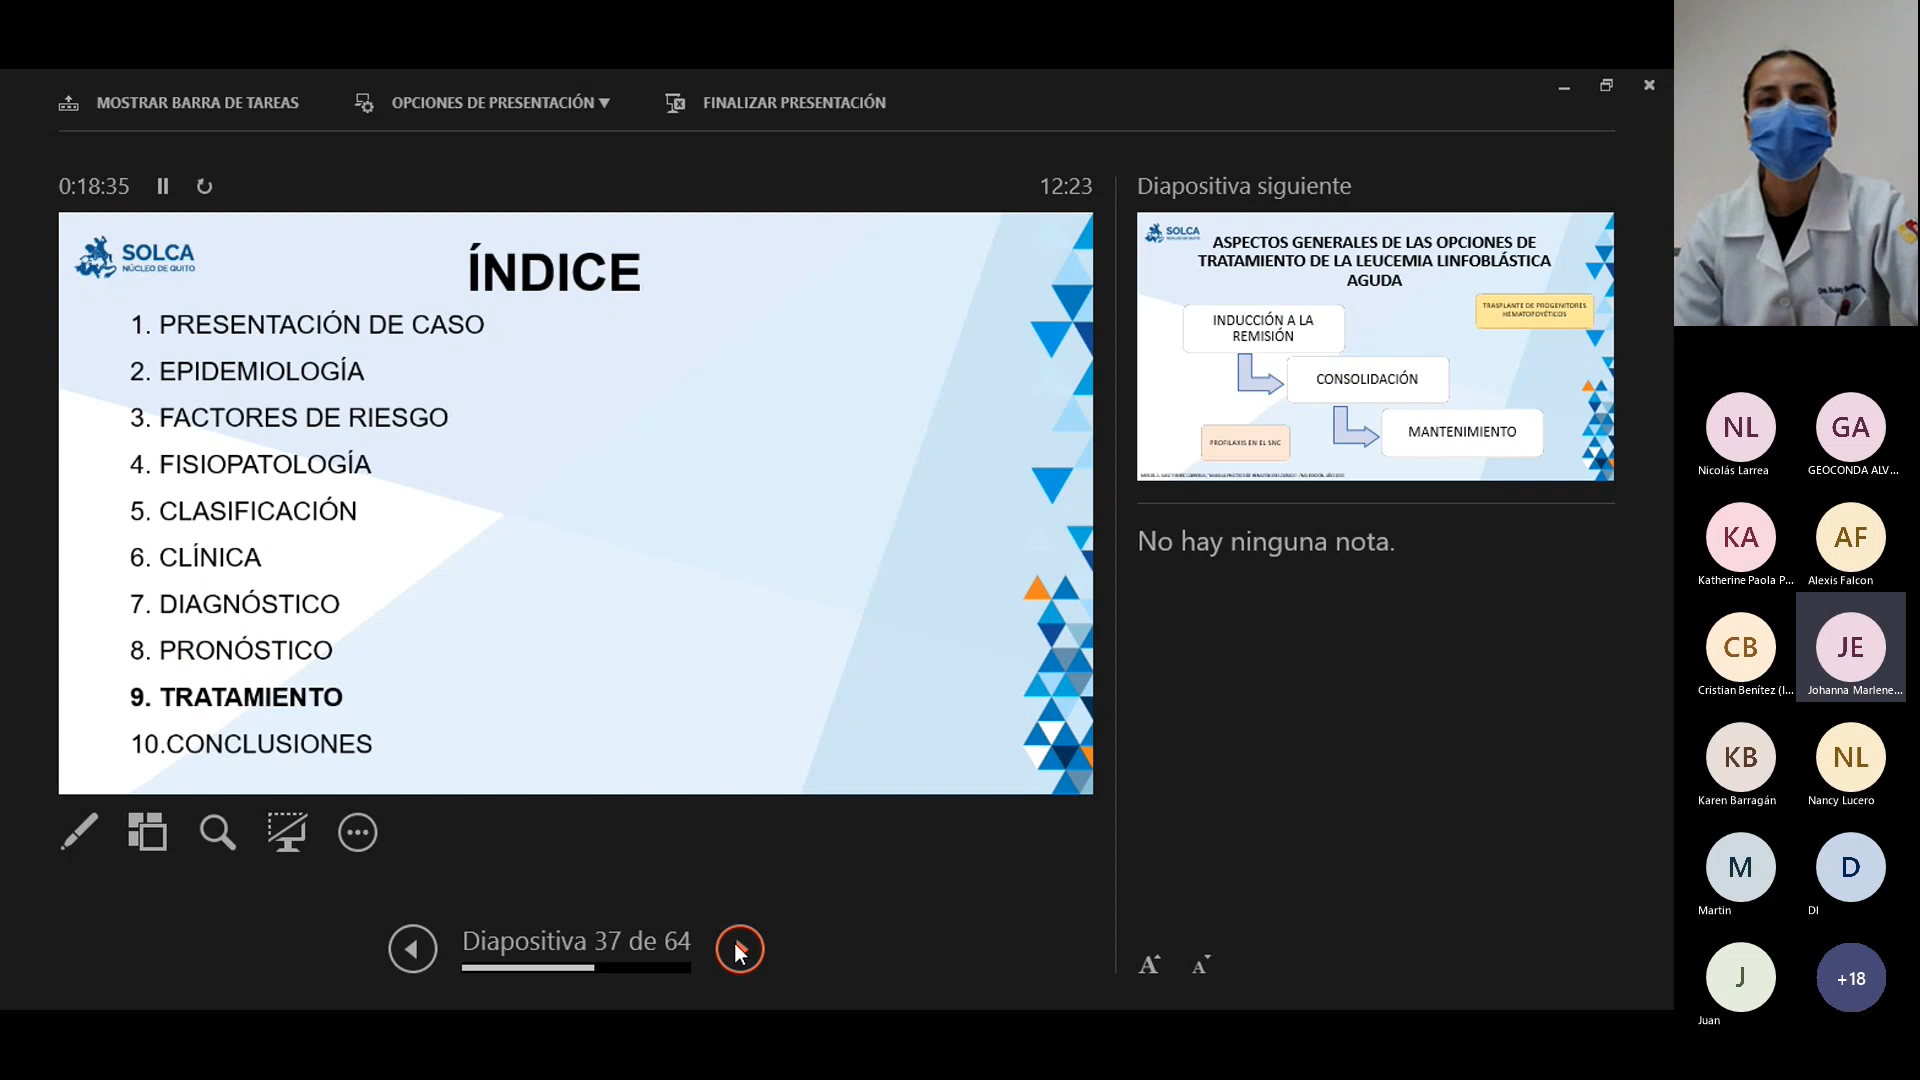 MOSTRAR BARRA DE TAREAS
OPCIONES DE PRESENTACIÓN ▼
FINALIZAR PRESENTACIÓN
0:18:35
12:23
SOLCA
NÚCLEO DE QUITO
ÍNDICE
1. PRESENTACIÓN DE CASO
2. EPIDEMIOLOGÍA
3. FACTORES DE RIESGO
4. FISIOPATOLOGÍA
5. CLASIFICACIÓN
6. CLÍNICA
7. DIAGNÓSTICO
8. PRONÓSTICO
9. TRATAMIENTO
10.CONCLUSIONES
Diapositiva 37 de 64
Diapositiva siguiente
SOLCA
NÚCLEO DE QUITO
ASPECTOS GENERALES DE LAS OPCIONES DE
TRATAMIENTO DE LA LEUCEMIA LINFOBLÁSTICA
AGUDA
TRASPLANTE DE PROGENITORES
HEMATOPOYÉTICOS
INDUCCIÓN A LA
REMISIÓN
CONSOLIDACIÓN
MANTENIMIENTO
PROFILAXIS EN EL SNC
No hay ninguna nota.
A
A
NL
Nicolás Larrea
GA
GEOCONDA ALV...
KA
Katherine Paola P...
AF
Alexis Falcon
CB
Cristian Benítez (I...
JE
Johanna Marlene...
KB
Karen Barragán
NL
Nancy Lucero
M
Martin
D
DI
J
Juan
+18